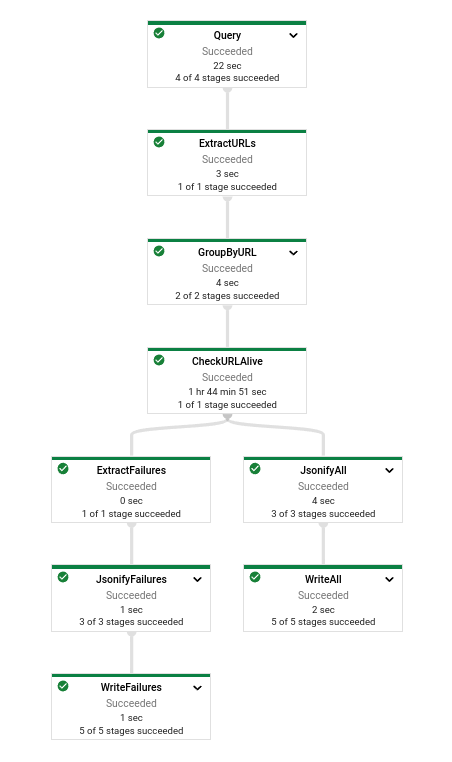 Query
Succeeded
22 sec
4 of 4 stages succeeded
ExtractURLs
Succeeded
3 sec
1 of 1 stage succeeded
GroupByURL
Succeeded
4 sec
2 of 2 stages succeeded
CheckURLAlive
Succeeded
1 hr 44 min 51 sec
1 of 1 stage succeeded
ExtractFailures
Succeeded
0 sec
1 of 1 stage succeeded
JsonifyAll
Succeeded
4 sec
3 of 3 stages succeeded
JsonifyFailures
Succeeded
1 sec
3 of 3 stages succeeded
WriteAll
Succeeded
2 sec
5 of 5 stages succeeded
WriteFailures
Succeeded
1 sec
5 of 5 stages succeeded